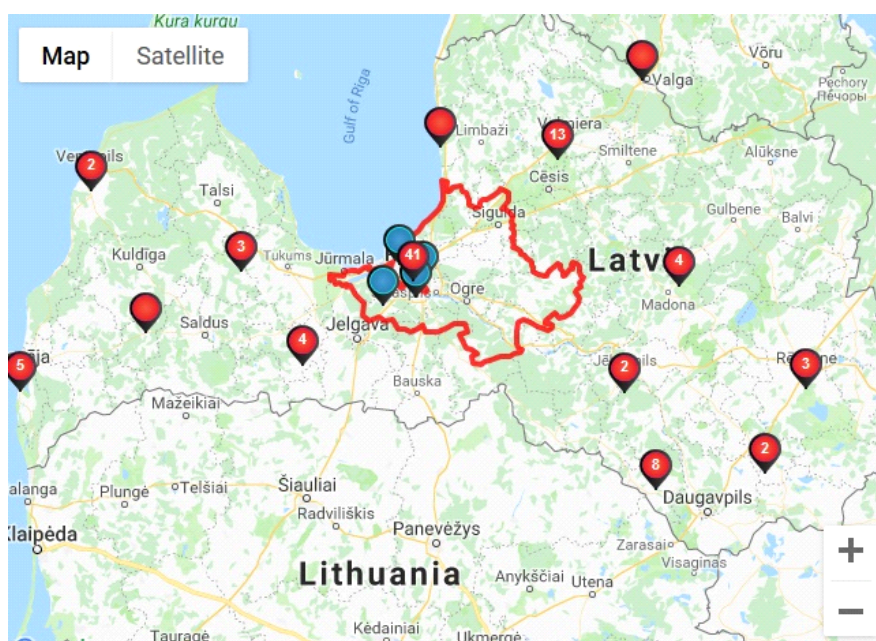 Kura kurgu
Map
Satellite
Gulf of Riga
Valga
Võru
Pechory
Печоры
Limbaži
13
Smiltene
Alūksne
2
Talsi
Cēsis
Sigulda
Gulbene
Balvi
Kuldīga
3
Tukums
Jūrmala
41
Ogre
4
Madona
Saldus
Jelgava
4
5
2
3
Bauska
Mažeikiai
8
2
Daugavpils
Plungė
Telšiai
Šiauliai
Radviliškis
Klaipėda
Panevėžys
Zarasai
Visaginas
Lithuania
Anykščiai
Utena
Kėdainiai
Ukmergė
Tauragė
+
−